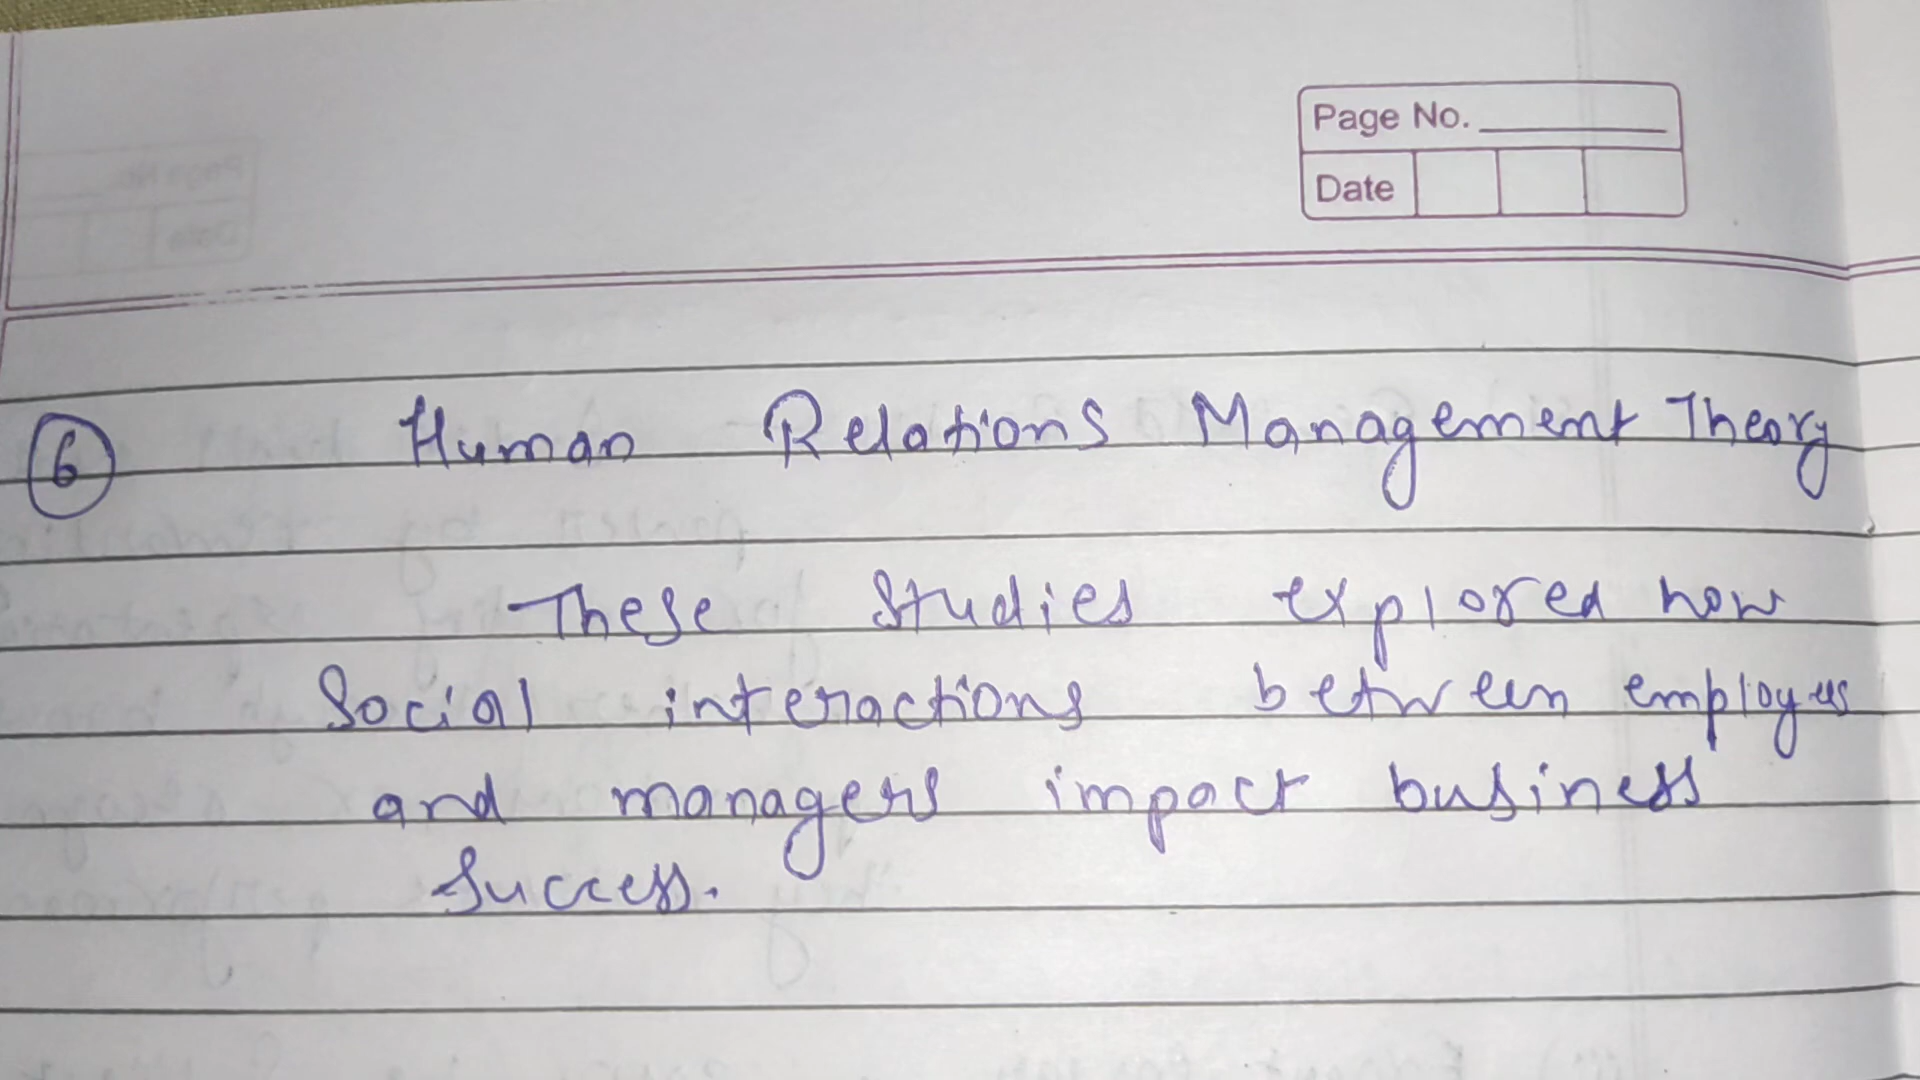 Page No.
Date
6 Human Relations Management Theory
These studies explored how
Social interactions between employees
and managers impact business
success.